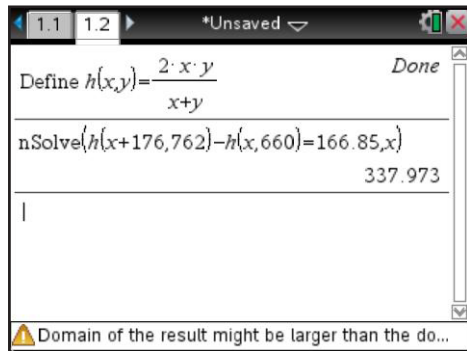 1.1 1.2 *Unsaved
Define h(x,y)=2·x·y/x+y Done
nSolve(h(x+176,762)−h(x,660)=166.85,x)
337.973
Domain of the result might be larger than the do...